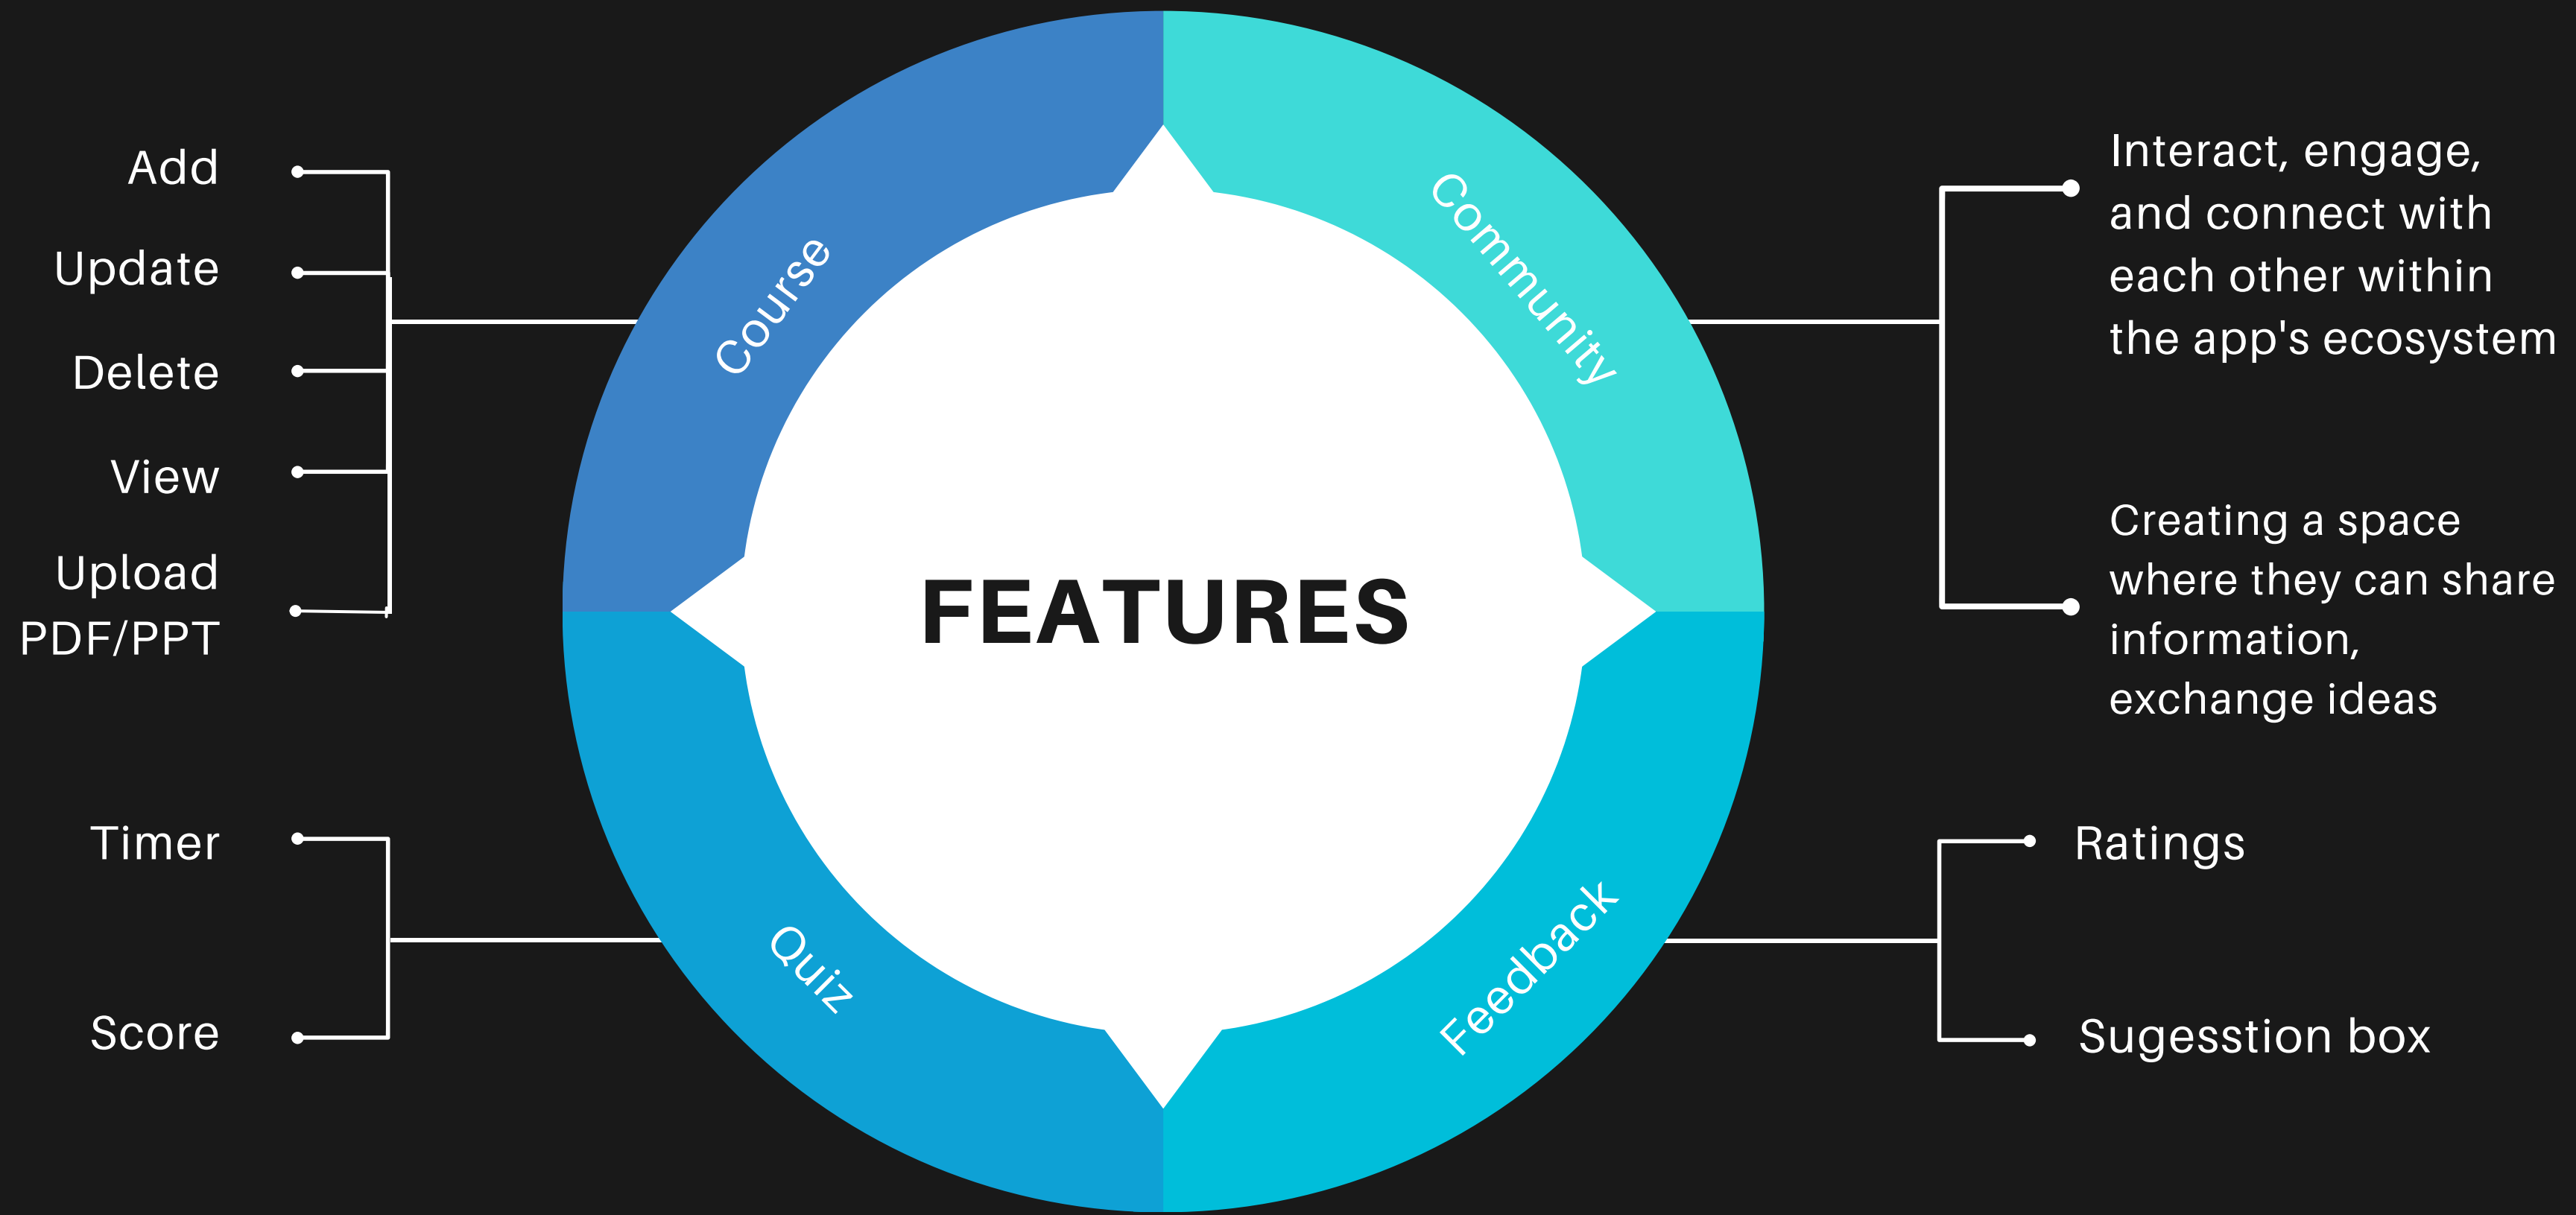 Add
Update
Delete
View
Upload
PDF/PPT
Course
Community
Interact, engage,
and connect with
each other within
the app's ecosystem
Creating a space
where they can share
information,
exchange ideas
FEATURES
Timer
Score
Quiz
Feedback
Ratings
Sugesstion box